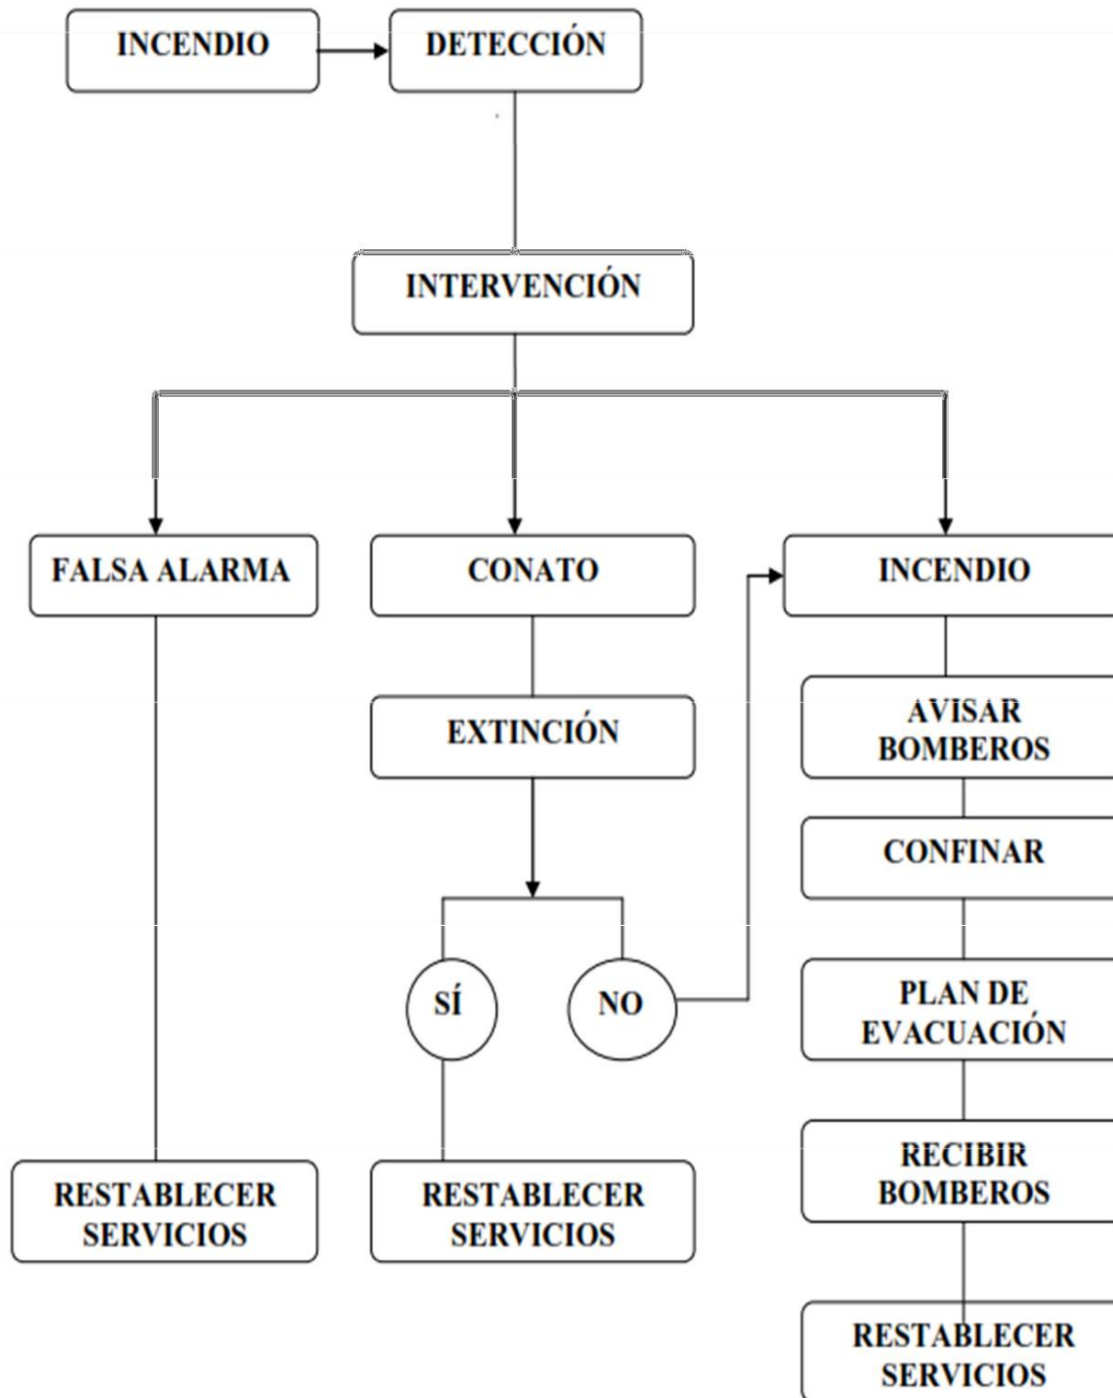 INCENDIO
DETECCIÓN
INTERVENCIÓN
FALSA ALARMA
CONATO
INCENDIO
EXTINCIÓN
AVISAR
BOMBEROS
CONFINAR
SÍ
NO
PLAN DE
EVACUACIÓN
RECIBIR
BOMBEROS
RESTABLECER
SERVICIOS
RESTABLECER
SERVICIOS
RESTABLECER
SERVICIOS